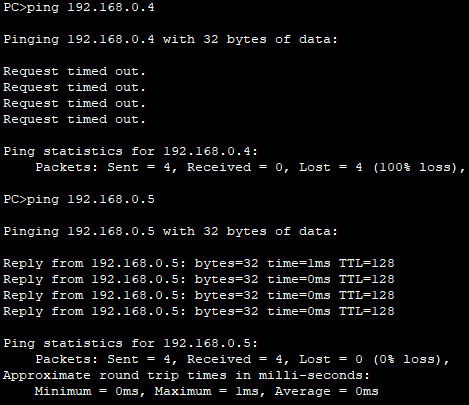 PC>ping 192.168.0.4
Pinging 192.168.0.4 with 32 bytes of data:
Request timed out.
Request timed out.
Request timed out.
Request timed out.
Ping statistics for 192.168.0.4:
    Packets: Sent = 4, Received = 0, Lost = 4 (100% loss),
PC>ping 192.168.0.5
Pinging 192.168.0.5 with 32 bytes of data:
Reply from 192.168.0.5: bytes=32 time=1ms TTL=128
Reply from 192.168.0.5: bytes=32 time=0ms TTL=128
Reply from 192.168.0.5: bytes=32 time=0ms TTL=128
Reply from 192.168.0.5: bytes=32 time=0ms TTL=128
Ping statistics for 192.168.0.5:
    Packets: Sent = 4, Received = 4, Lost = 0 (0% loss),
Approximate round trip times in milli-seconds:
    Minimum = 0ms, Maximum = 1ms, Average = 0ms